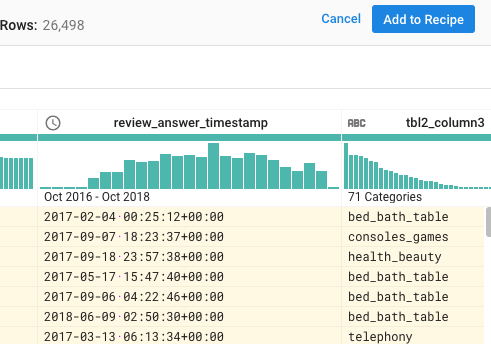 Rows: 26,498 Cancel Add to Recipe
review_answer_timestamp ABC tbl2_column3
Oct 2016 - Oct 2018 71 Categories
2017-02-04·00:25:12+00:00 bed_bath_table
2017-09-07·18:23:37+00:00 consoles_games
2017-09-18·23:57:38+00:00 health_beauty
2017-05-17·15:47:40+00:00 bed_bath_table
2017-09-06·04:22:46+00:00 bed_bath_table
2018-06-09·02:50:30+00:00 bed_bath_table
2017-03-13·06:13:34+00:00 telephony